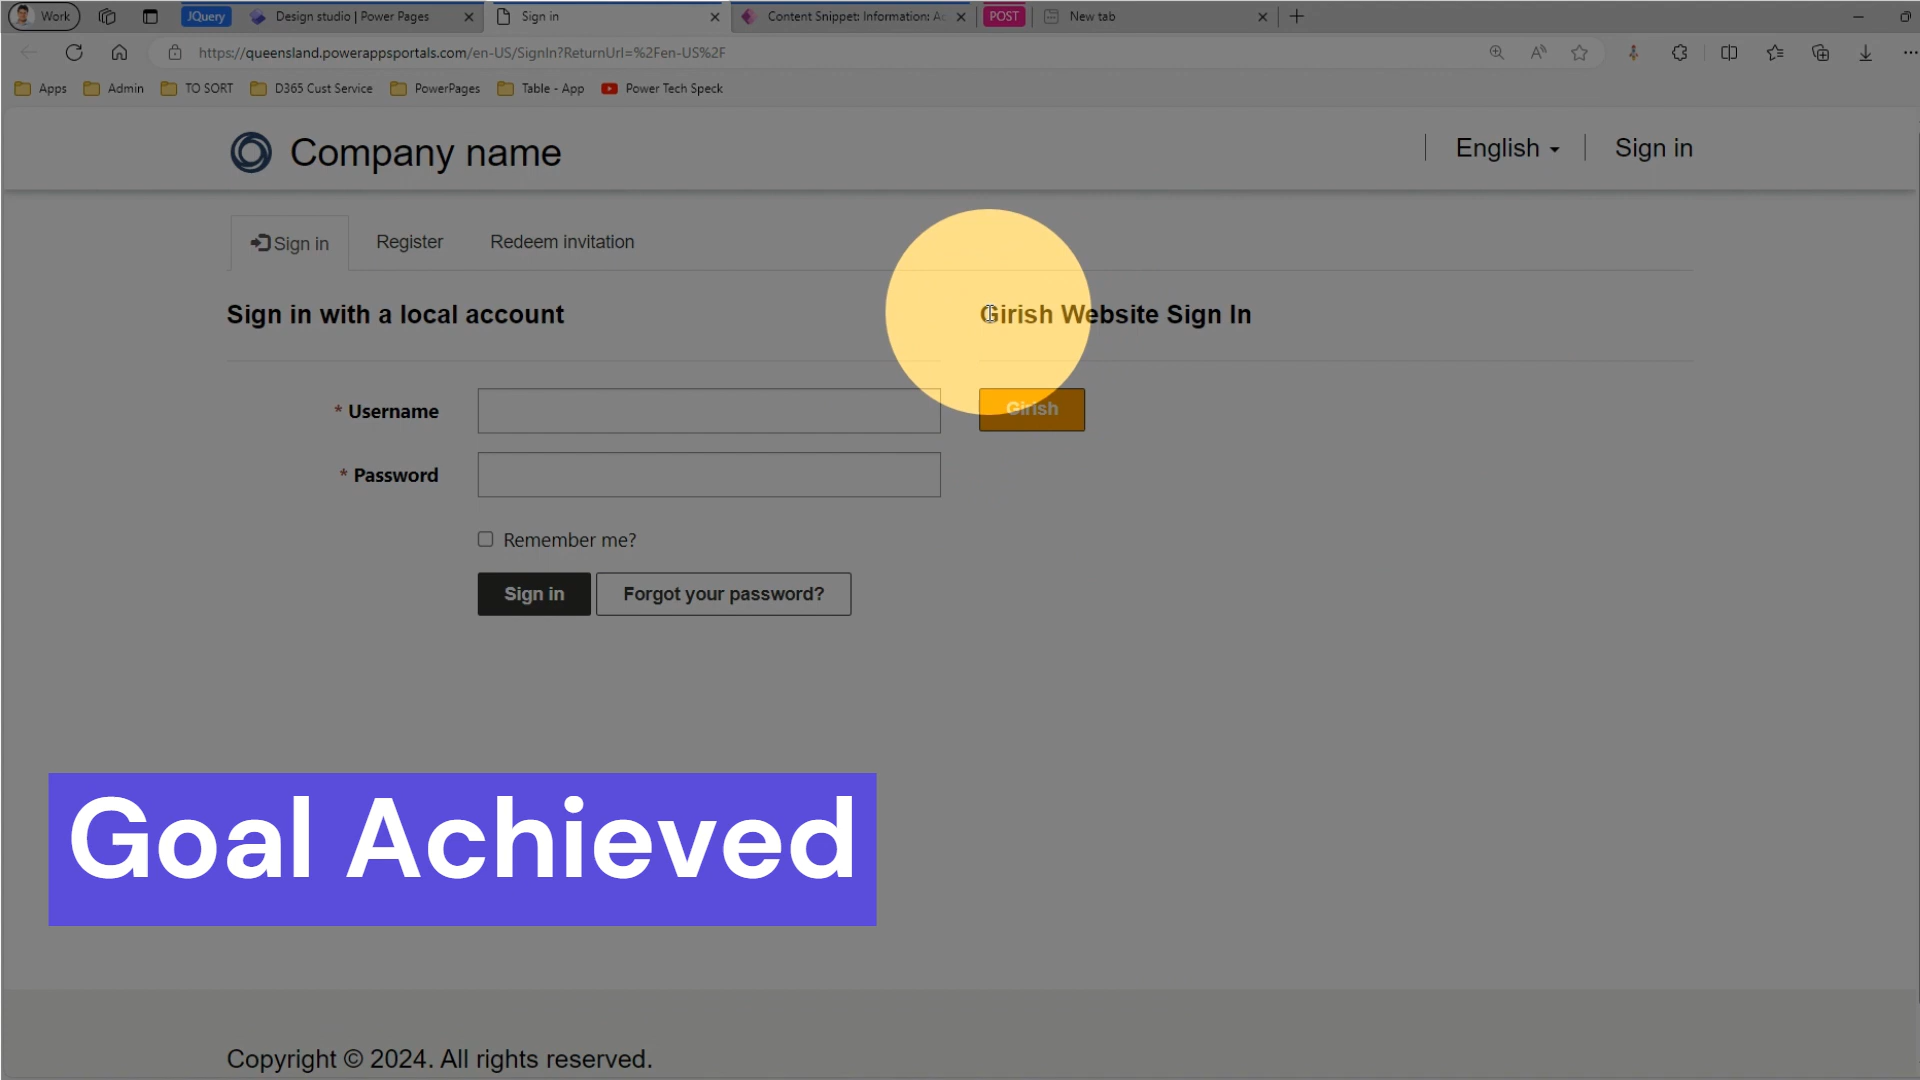 Work
JQuery
Design studio | Power Pages
Sign in
Content Snippet: Information: Ac
POST
New tab
https://queensland.powerappsportals.com/en-US/SignIn?ReturnUrl=%2Fen-US%2F
Apps
Admin
TO SORT
D365 Cust Service
PowerPages
Table - App
Power Tech Speck
Company name
English
Sign in
Sign in
Register
Redeem invitation
Sign in with a local account
Girish Website Sign In
* Username
Girish
* Password
Remember me?
Sign in
Forgot your password?
Goal Achieved
Copyright © 2024. All rights reserved.